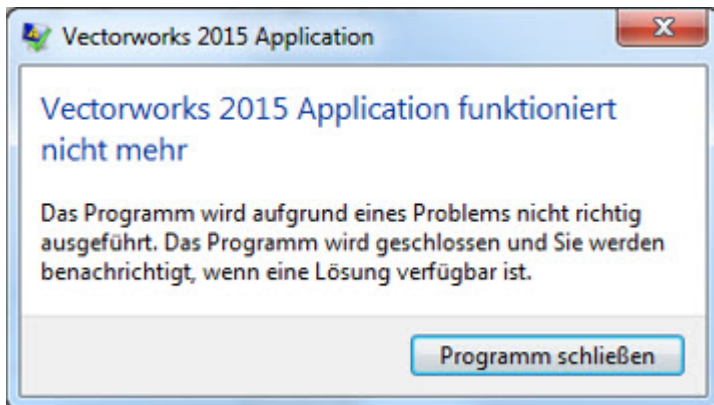 Vectorworks 2015 Application
Vectorworks 2015 Application funktioniert
nicht mehr
Das Programm wird aufgrund eines Problems nicht richtig
ausgeführt. Das Programm wird geschlossen und Sie werden
benachrichtigt, wenn eine Lösung verfügbar ist.
Programm schließen